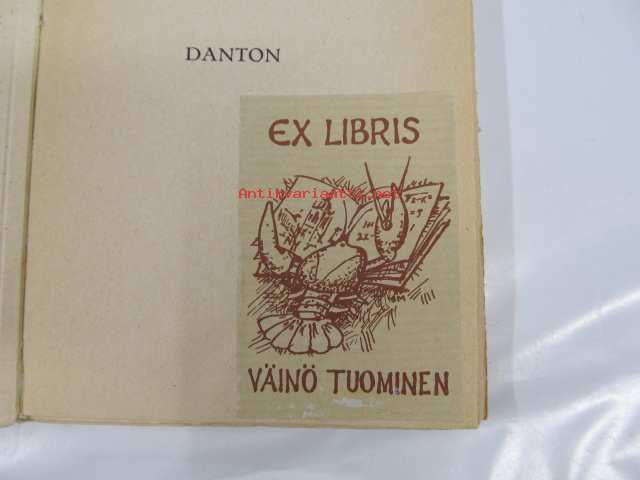 DANTON
EX LIBRIS
Antikvariaatti.net
VÄINÖ TUOMINEN